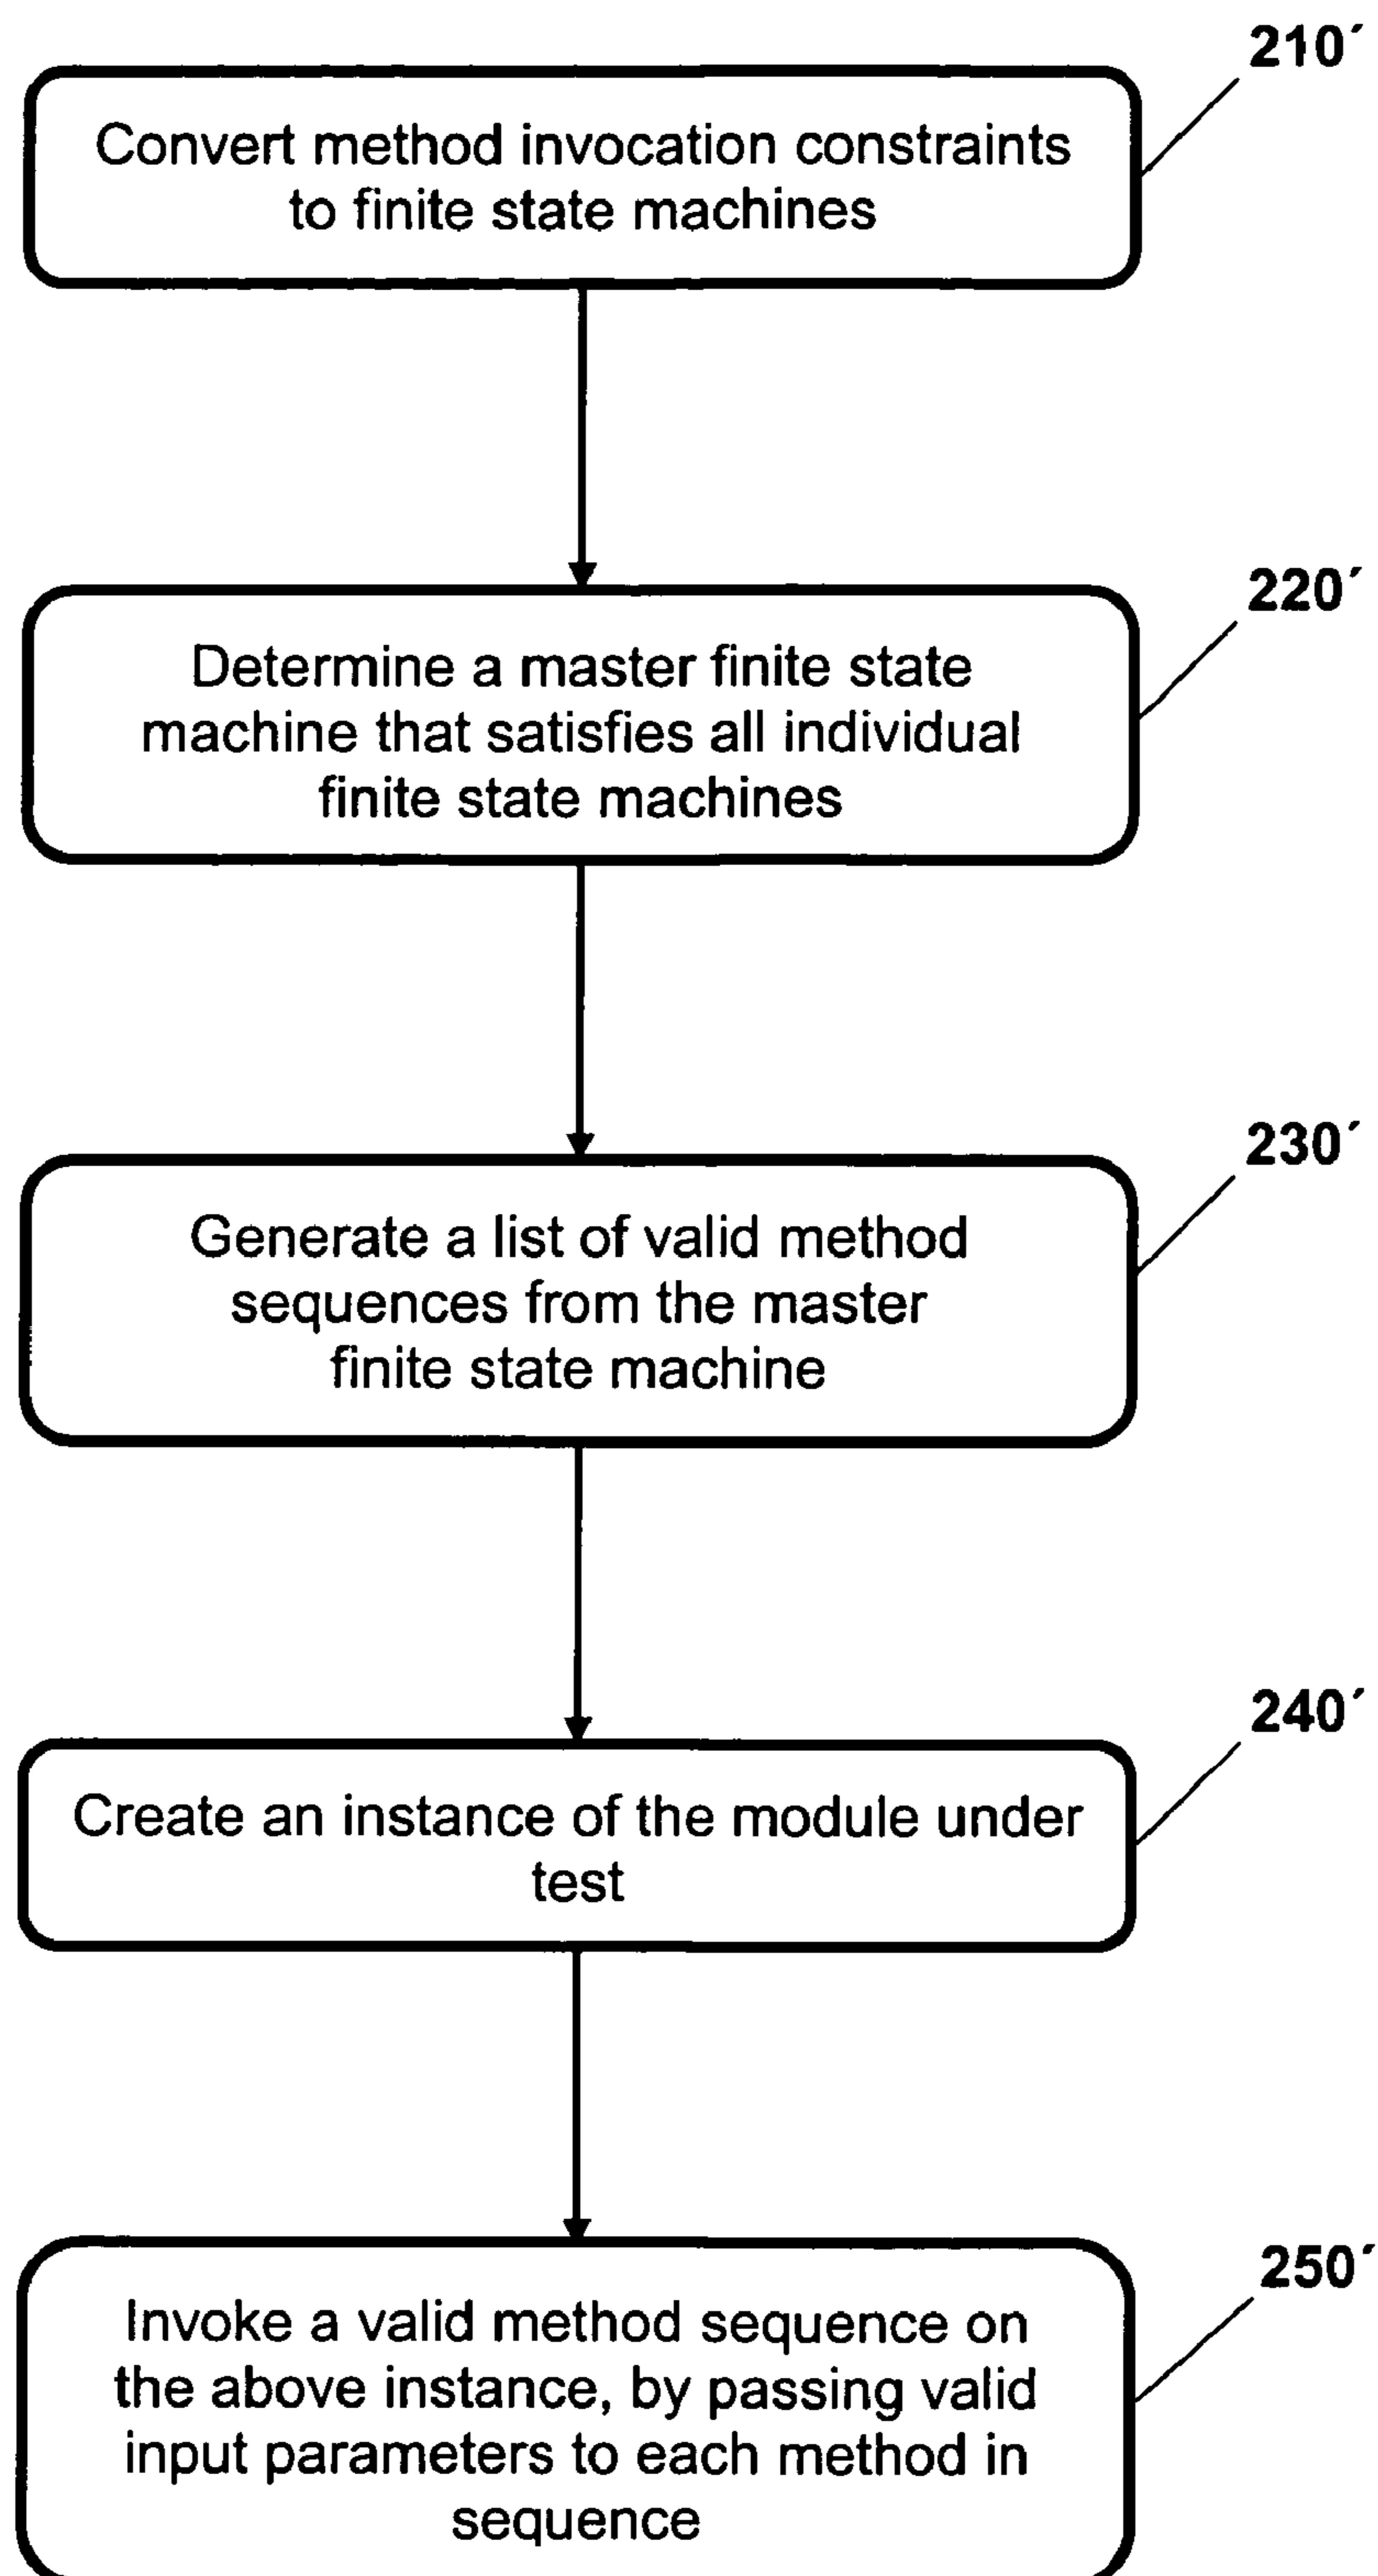 210´
Convert method invocation constraints
to finite state machines
220´
Determine a master finite state
machine that satisfies all individual
finite state machines
230´
Generate a list of valid method
sequences from the master
finite state machine
240´
Create an instance of the module under
test
250´
Invoke a valid method sequence on
the above instance, by passing valid
input parameters to each method in
sequence